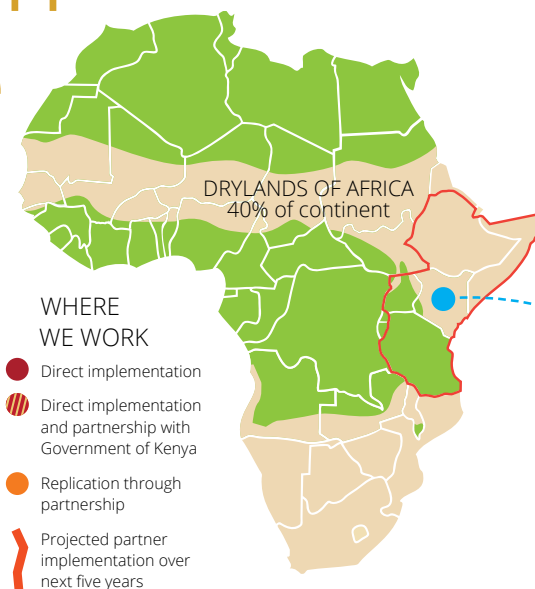 DRYLANDS OF AFRICA
40% of continent
WHERE
WE WORK
Direct implementation
Direct implementation
and partnership with
Government of Kenya
Replication through
partnership
Projected partner
implementation over
next five years